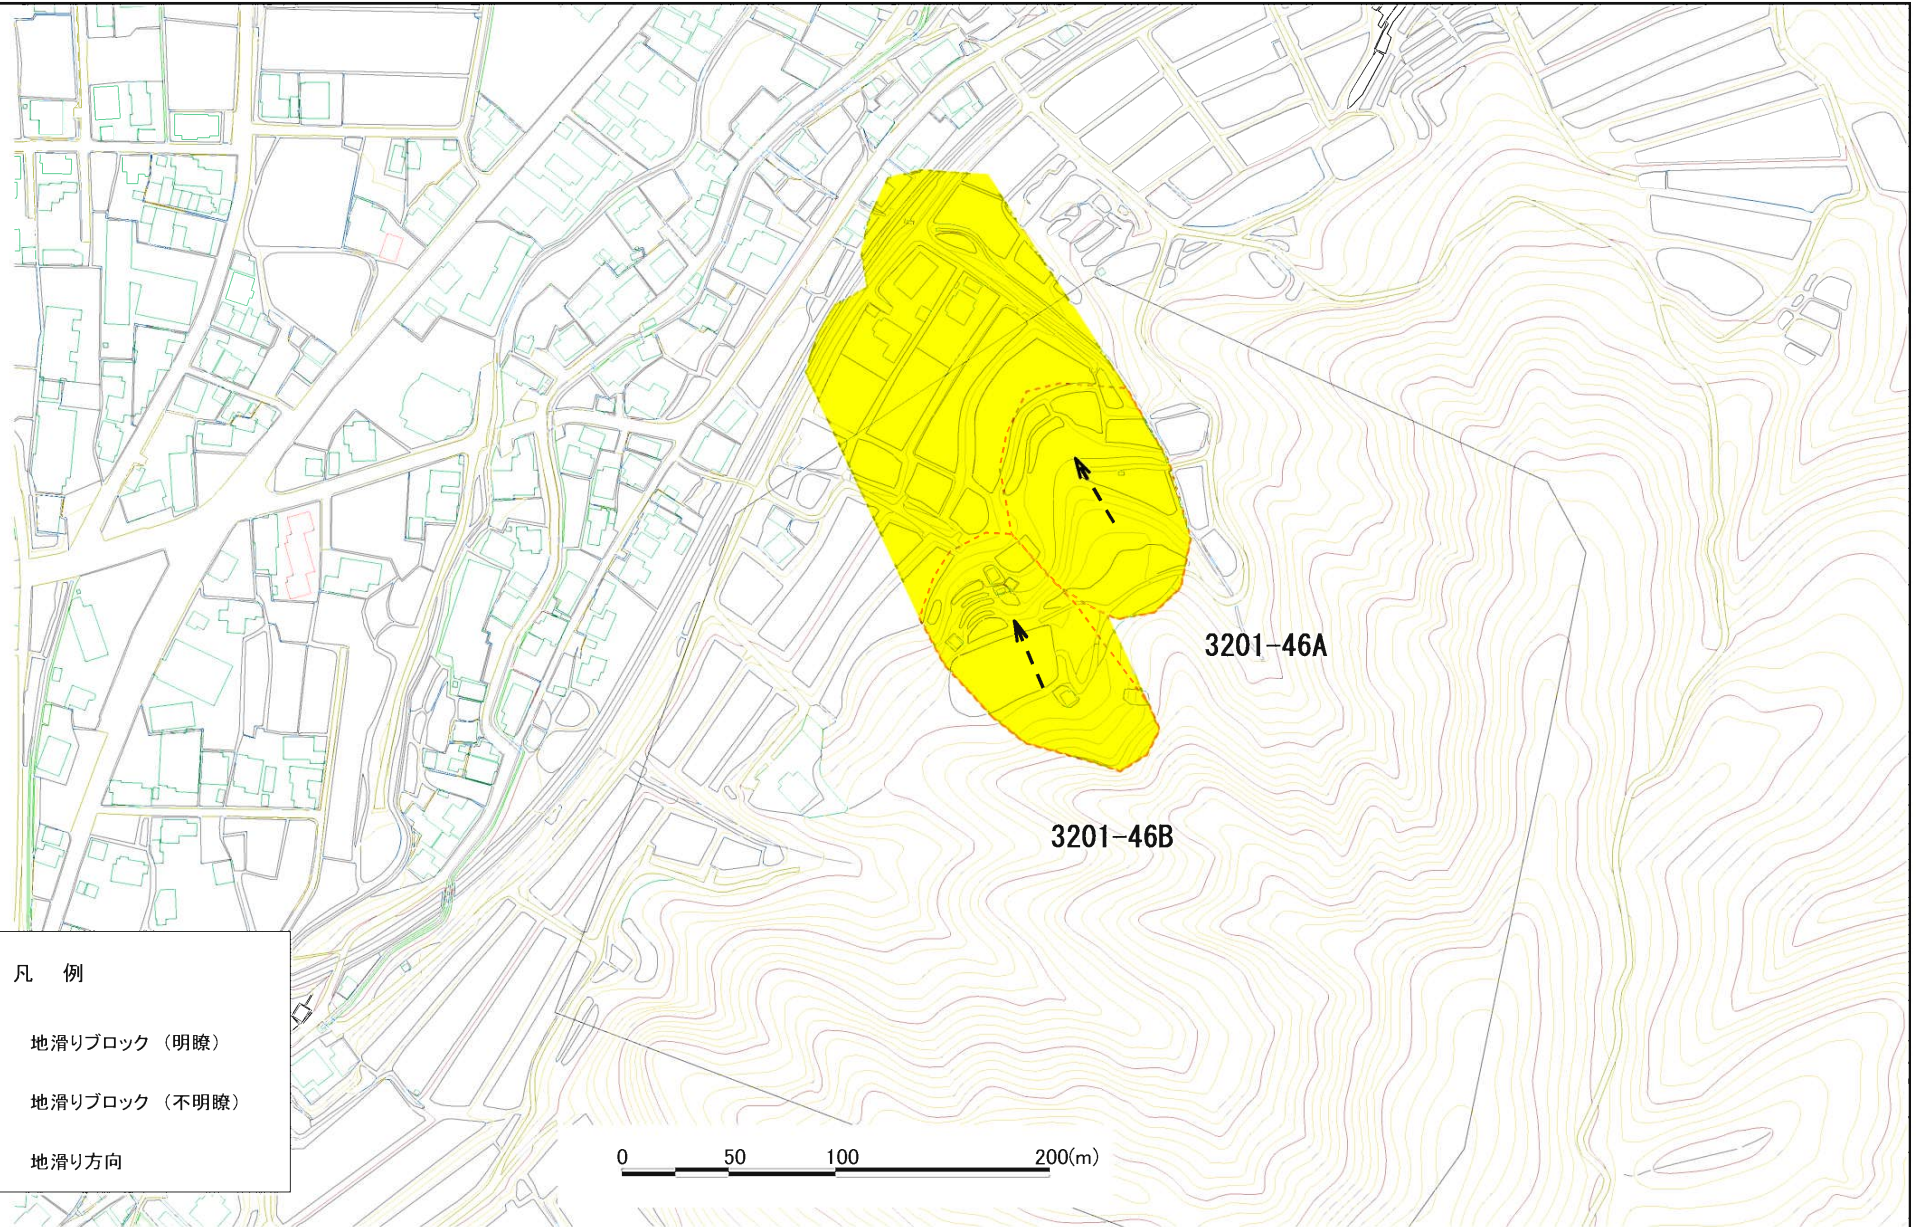 3201-46A
3201-46B
凡 例
地滑りブロック (明瞭)
地滑りブロック (不明瞭)
地滑り方向
0 50 100 200(m)